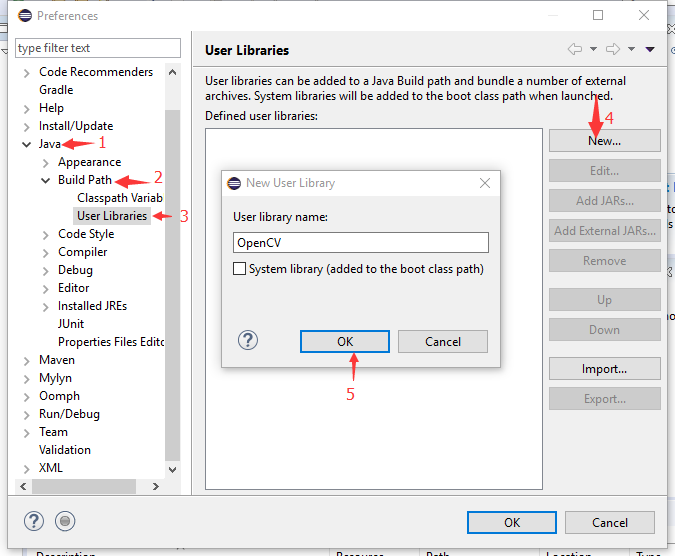 Preferences
type filter text
User Libraries
Code Recommenders
Gradle
Help
Install/Update
Java
1
Appearance
Build Path
2
Classpath Variab
User Libraries
3
Code Style
Compiler
Debug
Editor
Installed JREs
JUnit
Properties Files Edito
Maven
Mylyn
Oomph
Run/Debug
Team
Validation
XML
User libraries can be added to a Java Build path and bundle a number of external
archives. System libraries will be added to the boot class path when launched.
Defined user libraries:
4
New...
Edit...
Add JARs...
Add External JARs...
Remove
Up
Down
Import...
Export...
New User Library
User library name:
OpenCV
System library (added to the boot class path)
OK
Cancel
5
OK
Cancel
Description
Resource
Path
Location
Type